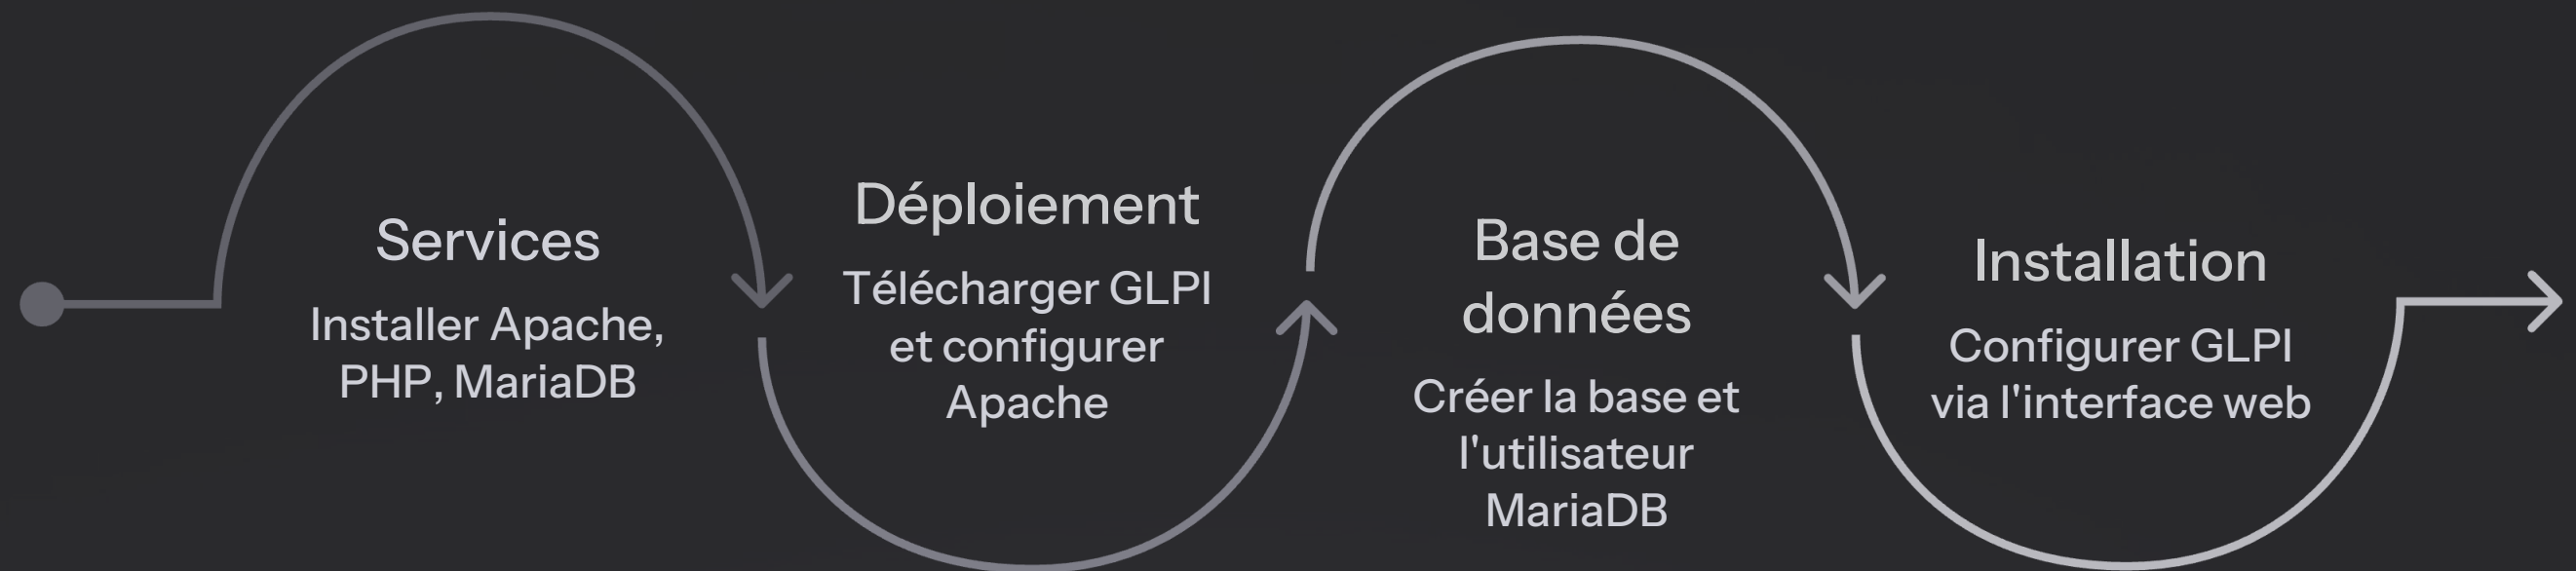 Services
Installer Apache,
PHP, MariaDB
Déploiement
Télécharger GLPI
et configurer
Apache
Base de
données
Créer la base et
l'utilisateur
MariaDB
Installation
Configurer GLPI
via l'interface web